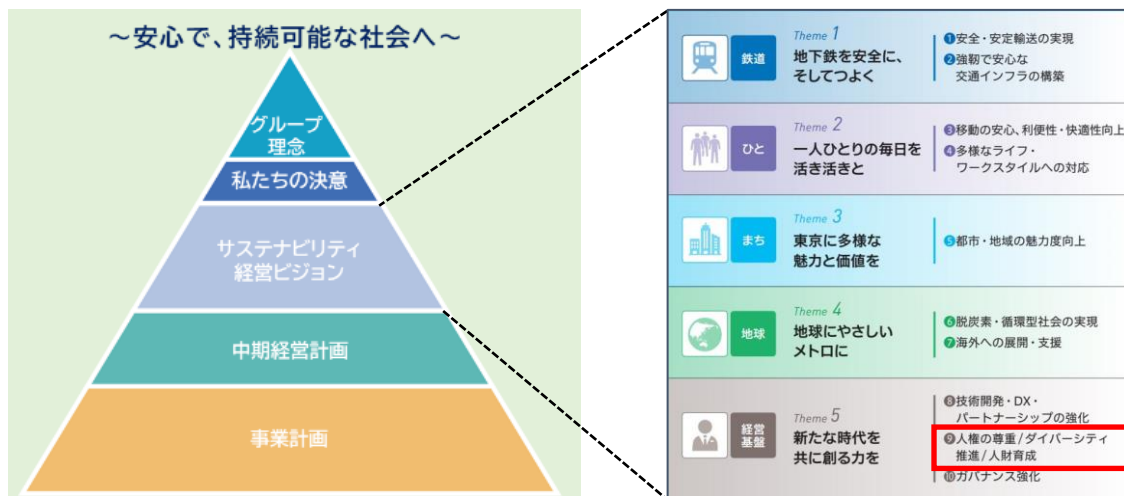 ～安心で、持続可能な社会へ～
グループ
理念
私たちの決意
サステナビリティ
経営ビジョン
中期経営計画
事業計画
鉄道
Theme 1
地下鉄を安全に、
そしてつよく
❶安全・安定輸送の実現
❷強靭で安心な
交通インフラの構築
ひと
Theme 2
一人ひとりの毎日を
活き活きと
❸移動の安心、利便性・快適性向上
❹多様なライフ・
ワークスタイルへの対応
まち
Theme 3
東京に多様な
魅力と価値を
❺都市・地域の魅力度向上
地球
Theme 4
地球にやさしい
メトロに
❻脱炭素・循環型社会の実現
❼海外への展開・支援
経営
基盤
Theme 5
新たな時代を
共に創る力を
❽技術開発・DX・
パートナーシップの強化
❾人権の尊重/ダイバーシティ
推進/人財育成
❿ガバナンス強化